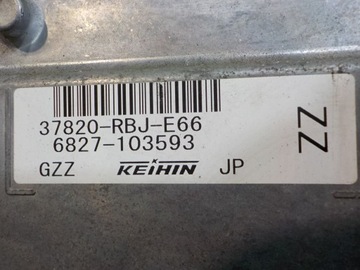 37820-RBJ-E66
6827-103593
GZZ KEIHIN JP
ZZ